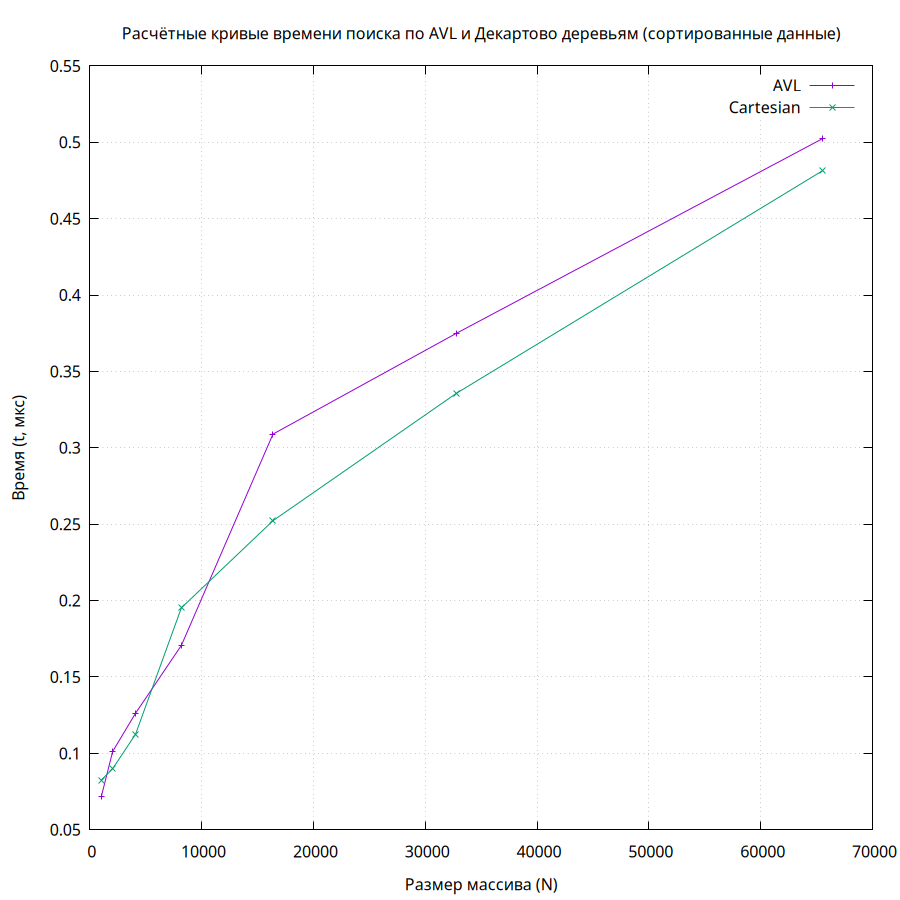 Расчётные кривые времени поиска по AVL и Декартово деревьям (сортированные данные)
0.55
0.5
0.45
0.4
0.35
0.3
0.25
0.2
0.15
0.1
0.05
AVL
Cartesian
Время (t, мкс)
0 10000 20000 30000 40000 50000 60000 70000
Размер массива (N)